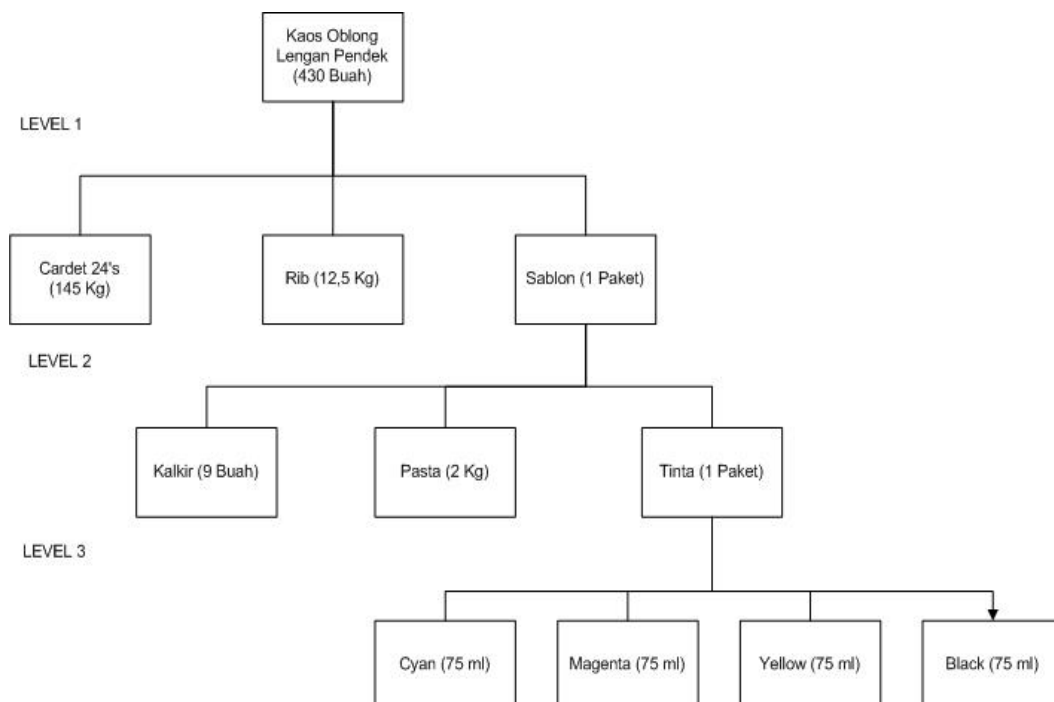 Kaos Oblong
Lengan Pendek
(430 Buah)
LEVEL 1
Cardet 24's
(145 Kg)
Rib (12,5 Kg)
Sablon (1 Paket)
LEVEL 2
Kalkir (9 Buah)
Pasta (2 Kg)
Tinta (1 Paket)
LEVEL 3
Cyan (75 ml)
Magenta (75 ml)
Yellow (75 ml)
Black (75 ml)